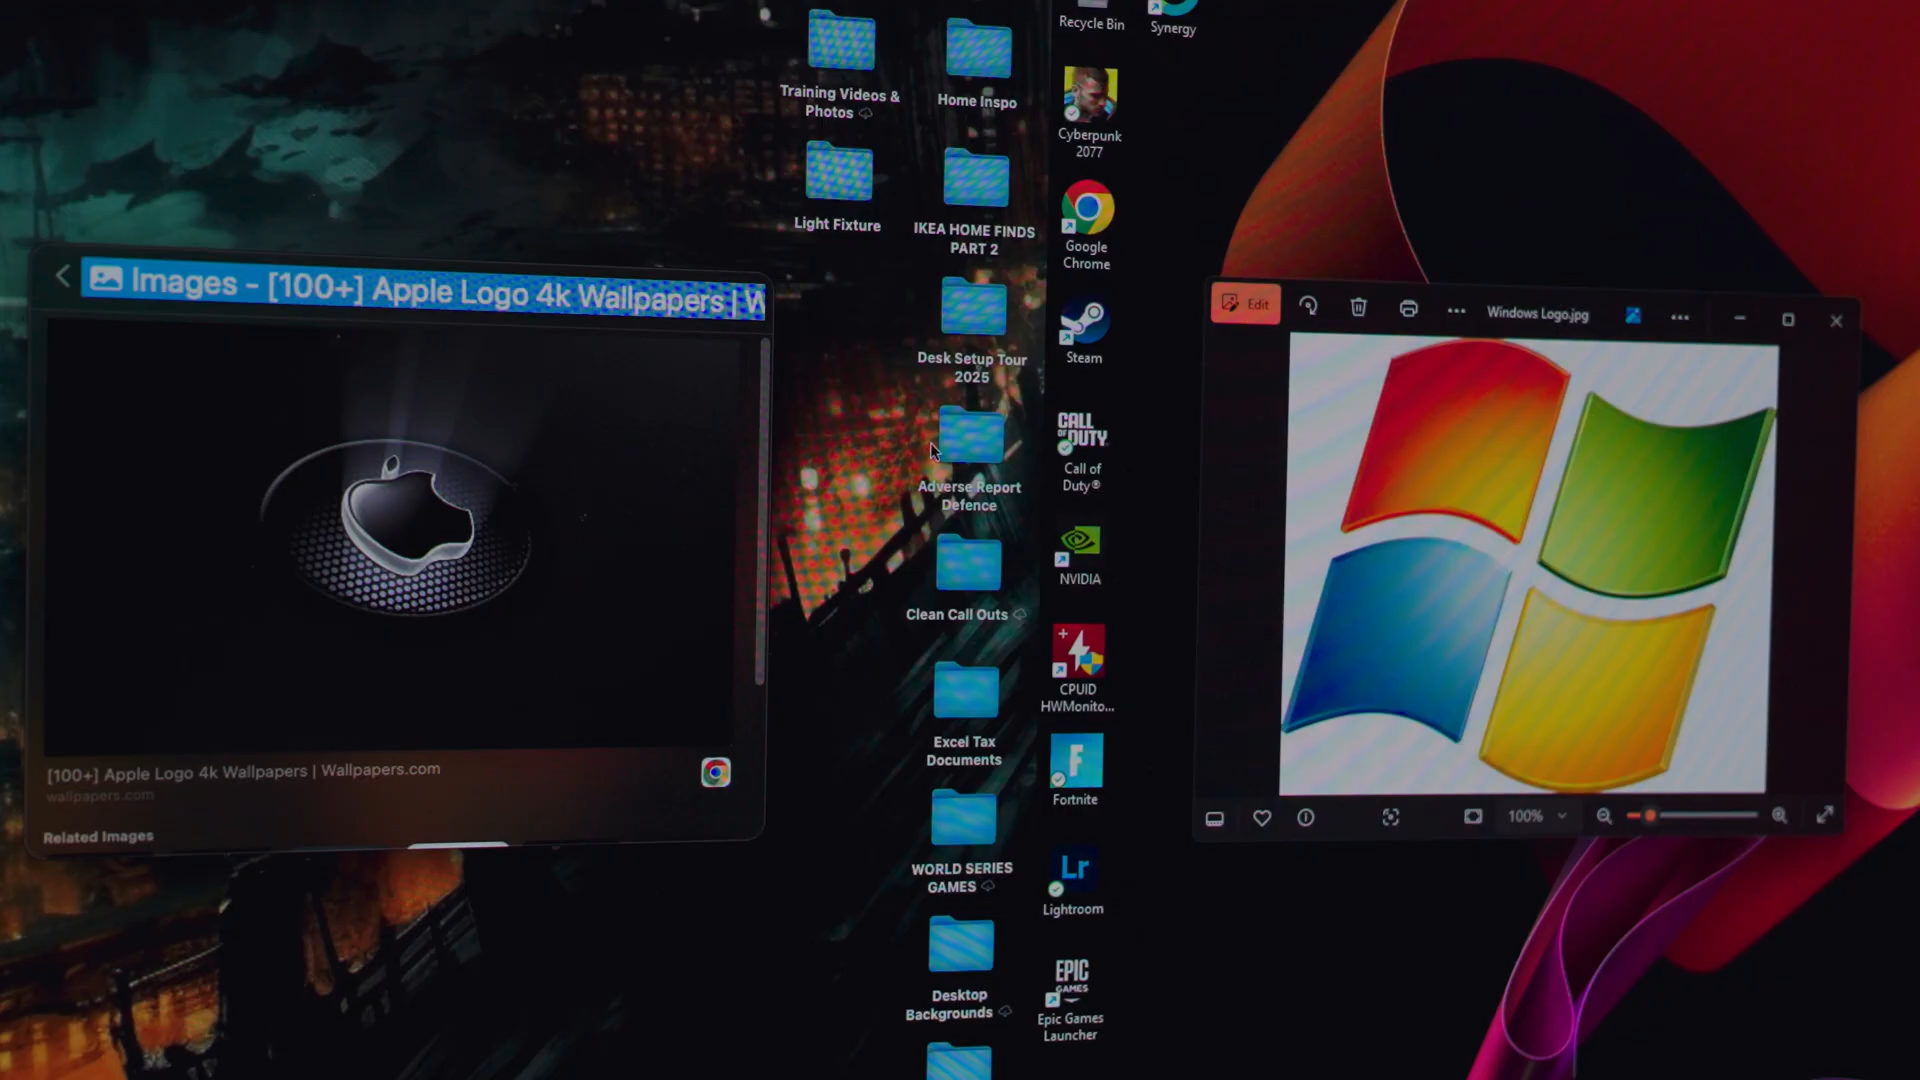 Images - [100+] Apple Logo 4k Wallpapers | W
[100+] Apple Logo 4k Wallpapers | Wallpapers.com
wallpapers.com
Related Images
Training Videos &
Photos
Light Fixture
Home Inspo
IKEA HOME FINDS
PART 2
Desk Setup Tour
2025
Adverse Report
Defence
Clean Call Outs
Excel Tax
Documents
WORLD SERIES
GAMES
Desktop
Backgrounds
Recycle Bin
Synergy
Cyberpunk
2077
Google
Chrome
Steam
CALL
OF DUTY
Call of
Duty®
NVIDIA
CPUID
HWMonito...
F
Fortnite
Lr
Lightroom
EPIC
GAMES
Epic Games
Launcher
Edit
Windows Logo.jpg
100%